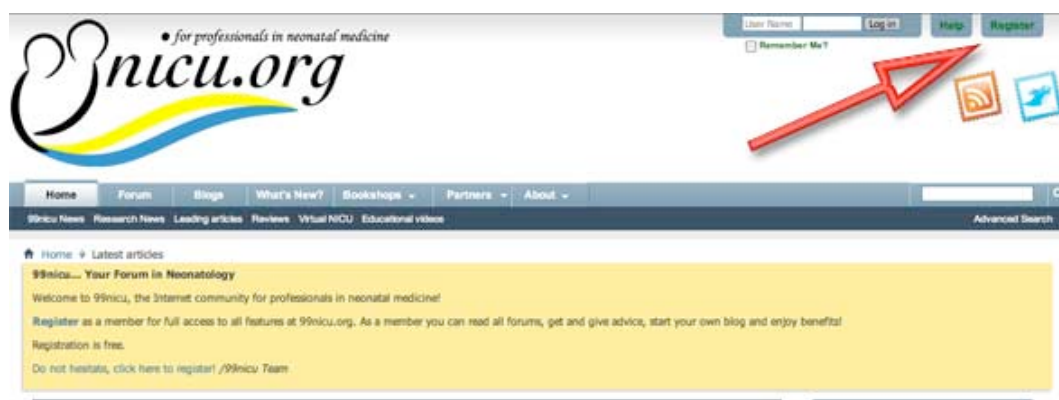 • for professionals in neonatal medicine
99nicu.org
User Name Log in Help Register
Remember Me?
Home Forum Blogs What's New? Bookshops Partners About
99nicu News Research News Leading articles Reviews Virtual NICU Educational videos Advanced Search
Home Latest articles
99nicu... Your Forum in Neonatology
Welcome to 99nicu, the Internet community for professionals in neonatal medicine!
Register as a member for full access to all features at 99nicu.org. As a member you can read all forums, get and give advice, start your own blog and enjoy benefits!
Registration is free.
Do not hesitate, click here to register! /99nicu Team